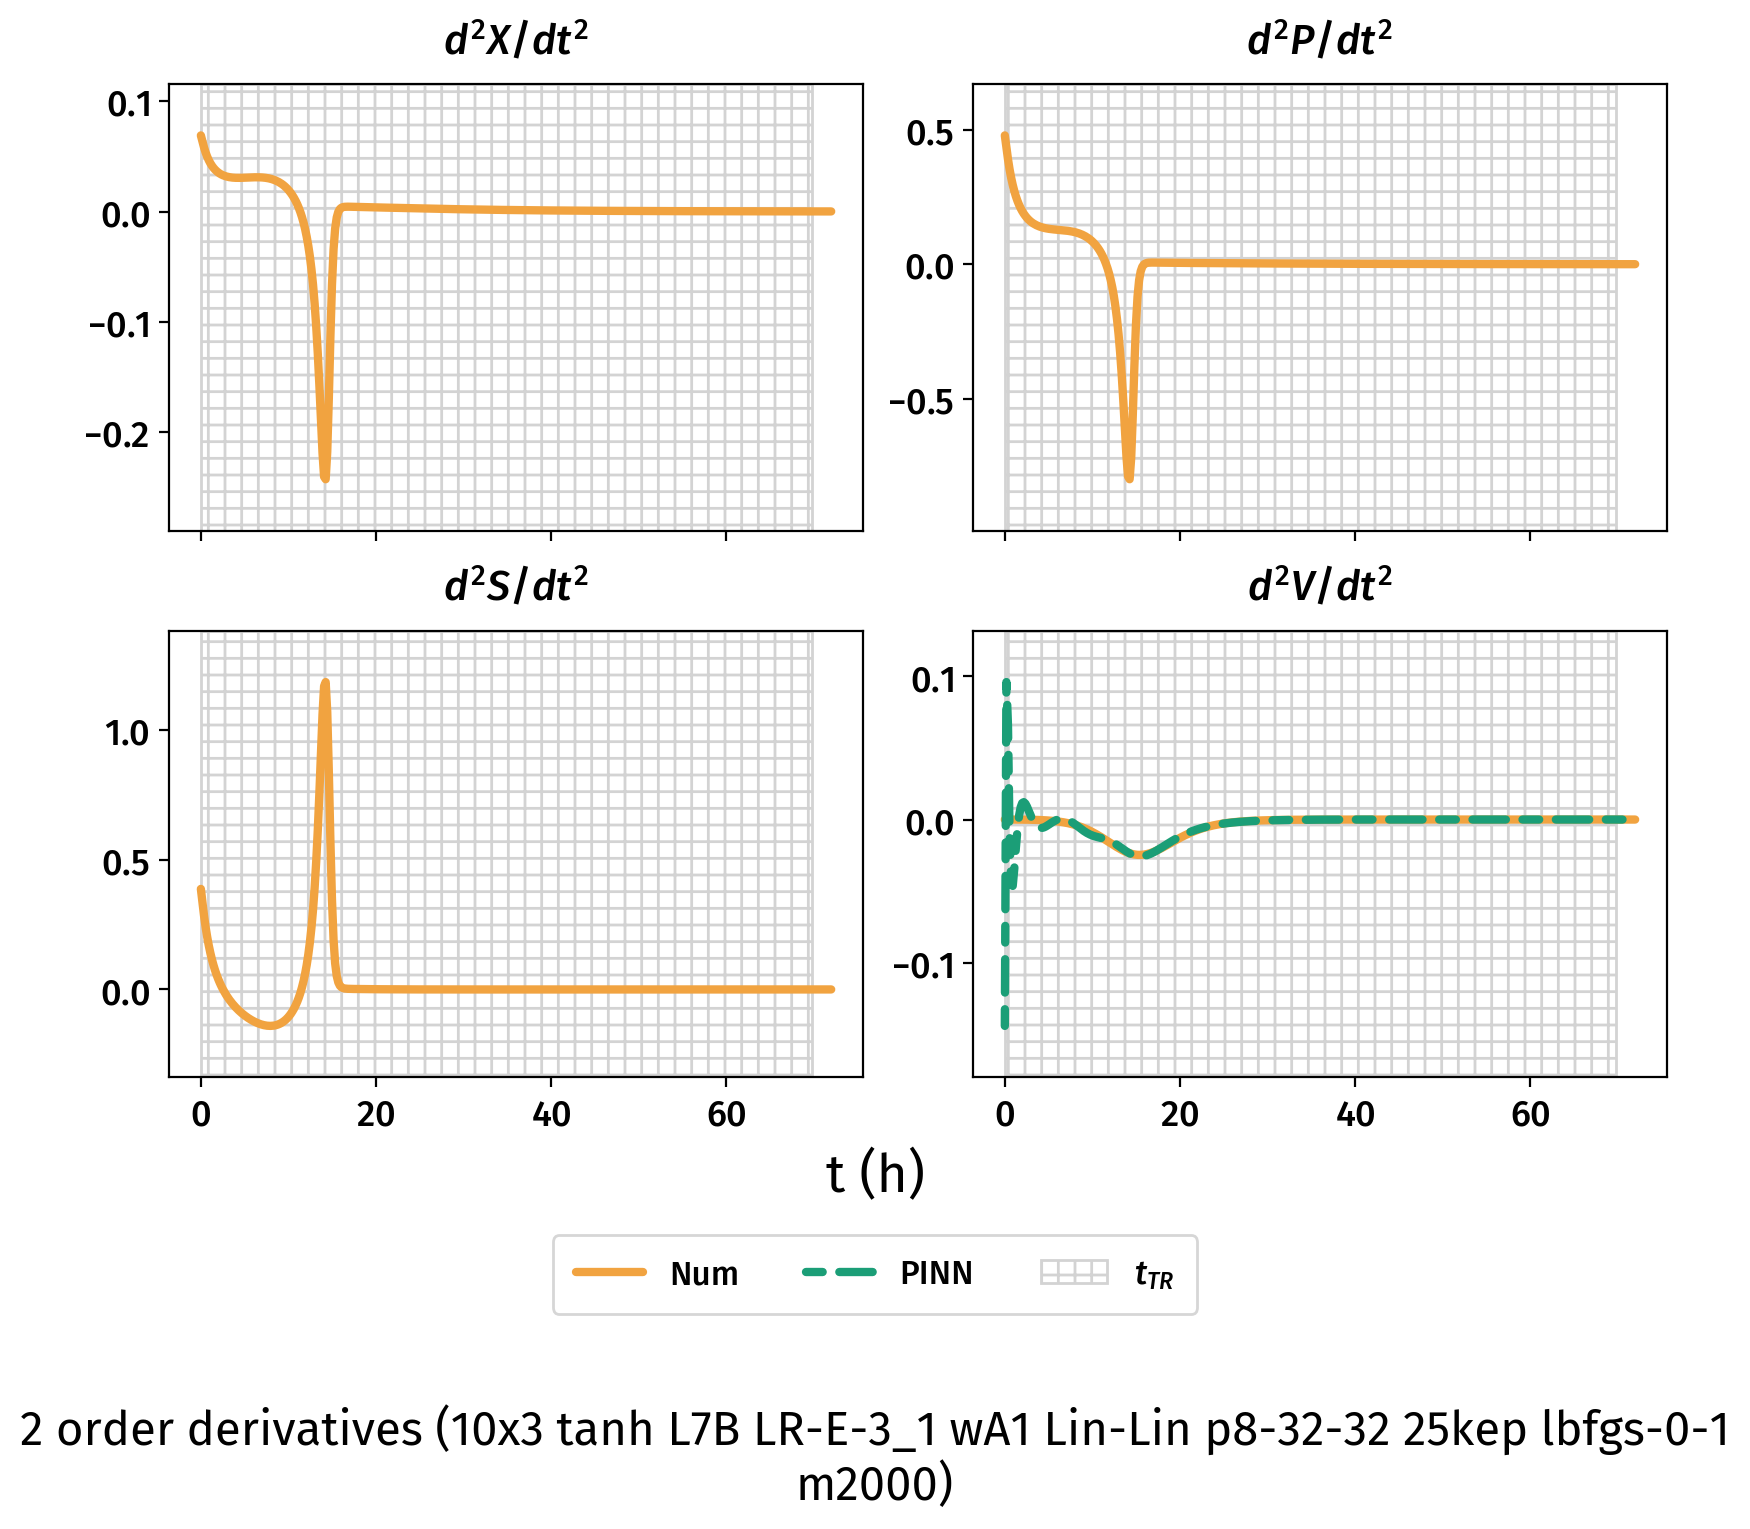 d²X/dt²
d²P/dt²
0.1
0.0
−0.1
−0.2
0.5
0.0
−0.5
d²S/dt²
d²V/dt²
1.0
0.5
0.0
0.1
0.0
−0.1
0 20 40 60
0 20 40 60
t (h)
Num PINN t_TR
2 order derivatives (10x3 tanh L7B LR-E-3_1 wA1 Lin-Lin p8-32-32 25kep lbfgs-0-1
m2000)